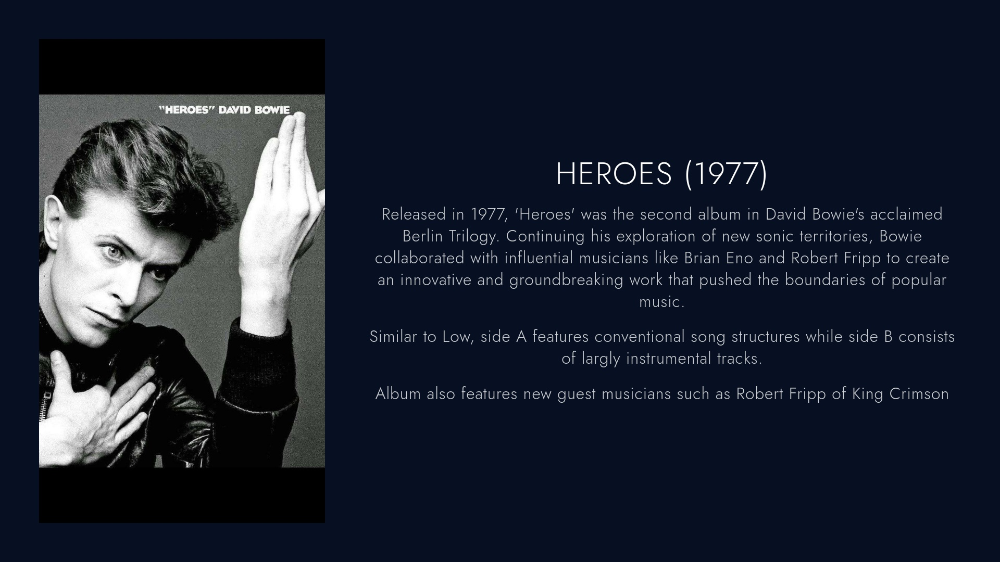 "HEROES" DAVID BOWIE
HEROES (1977)
Released in 1977, 'Heroes' was the second album in David Bowie's acclaimed
Berlin Trilogy. Continuing his exploration of new sonic territories, Bowie
collaborated with influential musicians like Brian Eno and Robert Fripp to create
an innovative and groundbreaking work that pushed the boundaries of popular
music.
Similar to Low, side A features conventional song structures while side B consists
of largly instrumental tracks.
Album also features new guest musicians such as Robert Fripp of King Crimson